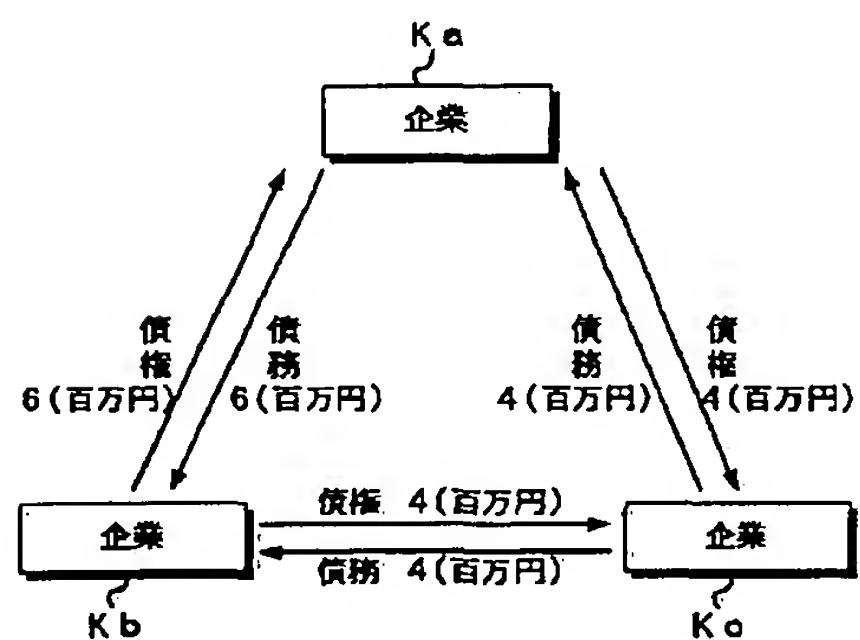 Ka
企業
債権
6(百万円)
債務
6(百万円)
債務
4(百万円)
債権
4(百万円)
企業
債権 4(百万円)
債務 4(百万円)
企業
Kb
Kc